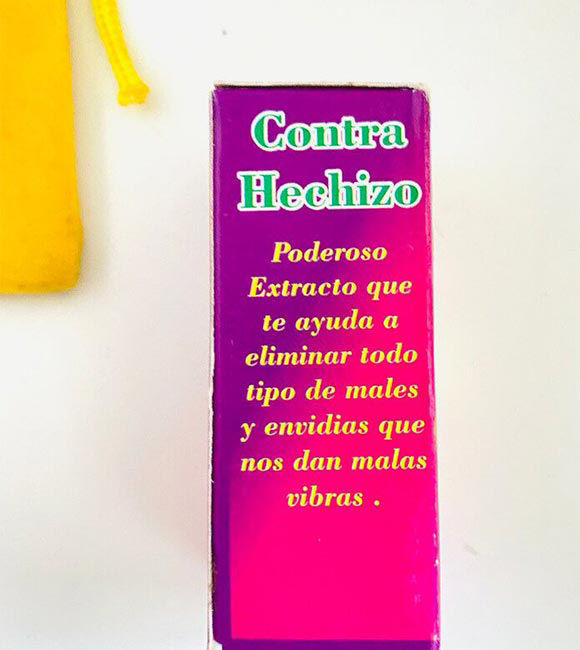 Contra
Hechizo
Poderoso
Extracto que
te ayuda a
eliminar todo
tipo de males
y envidias que
nos dan malas
vibras .